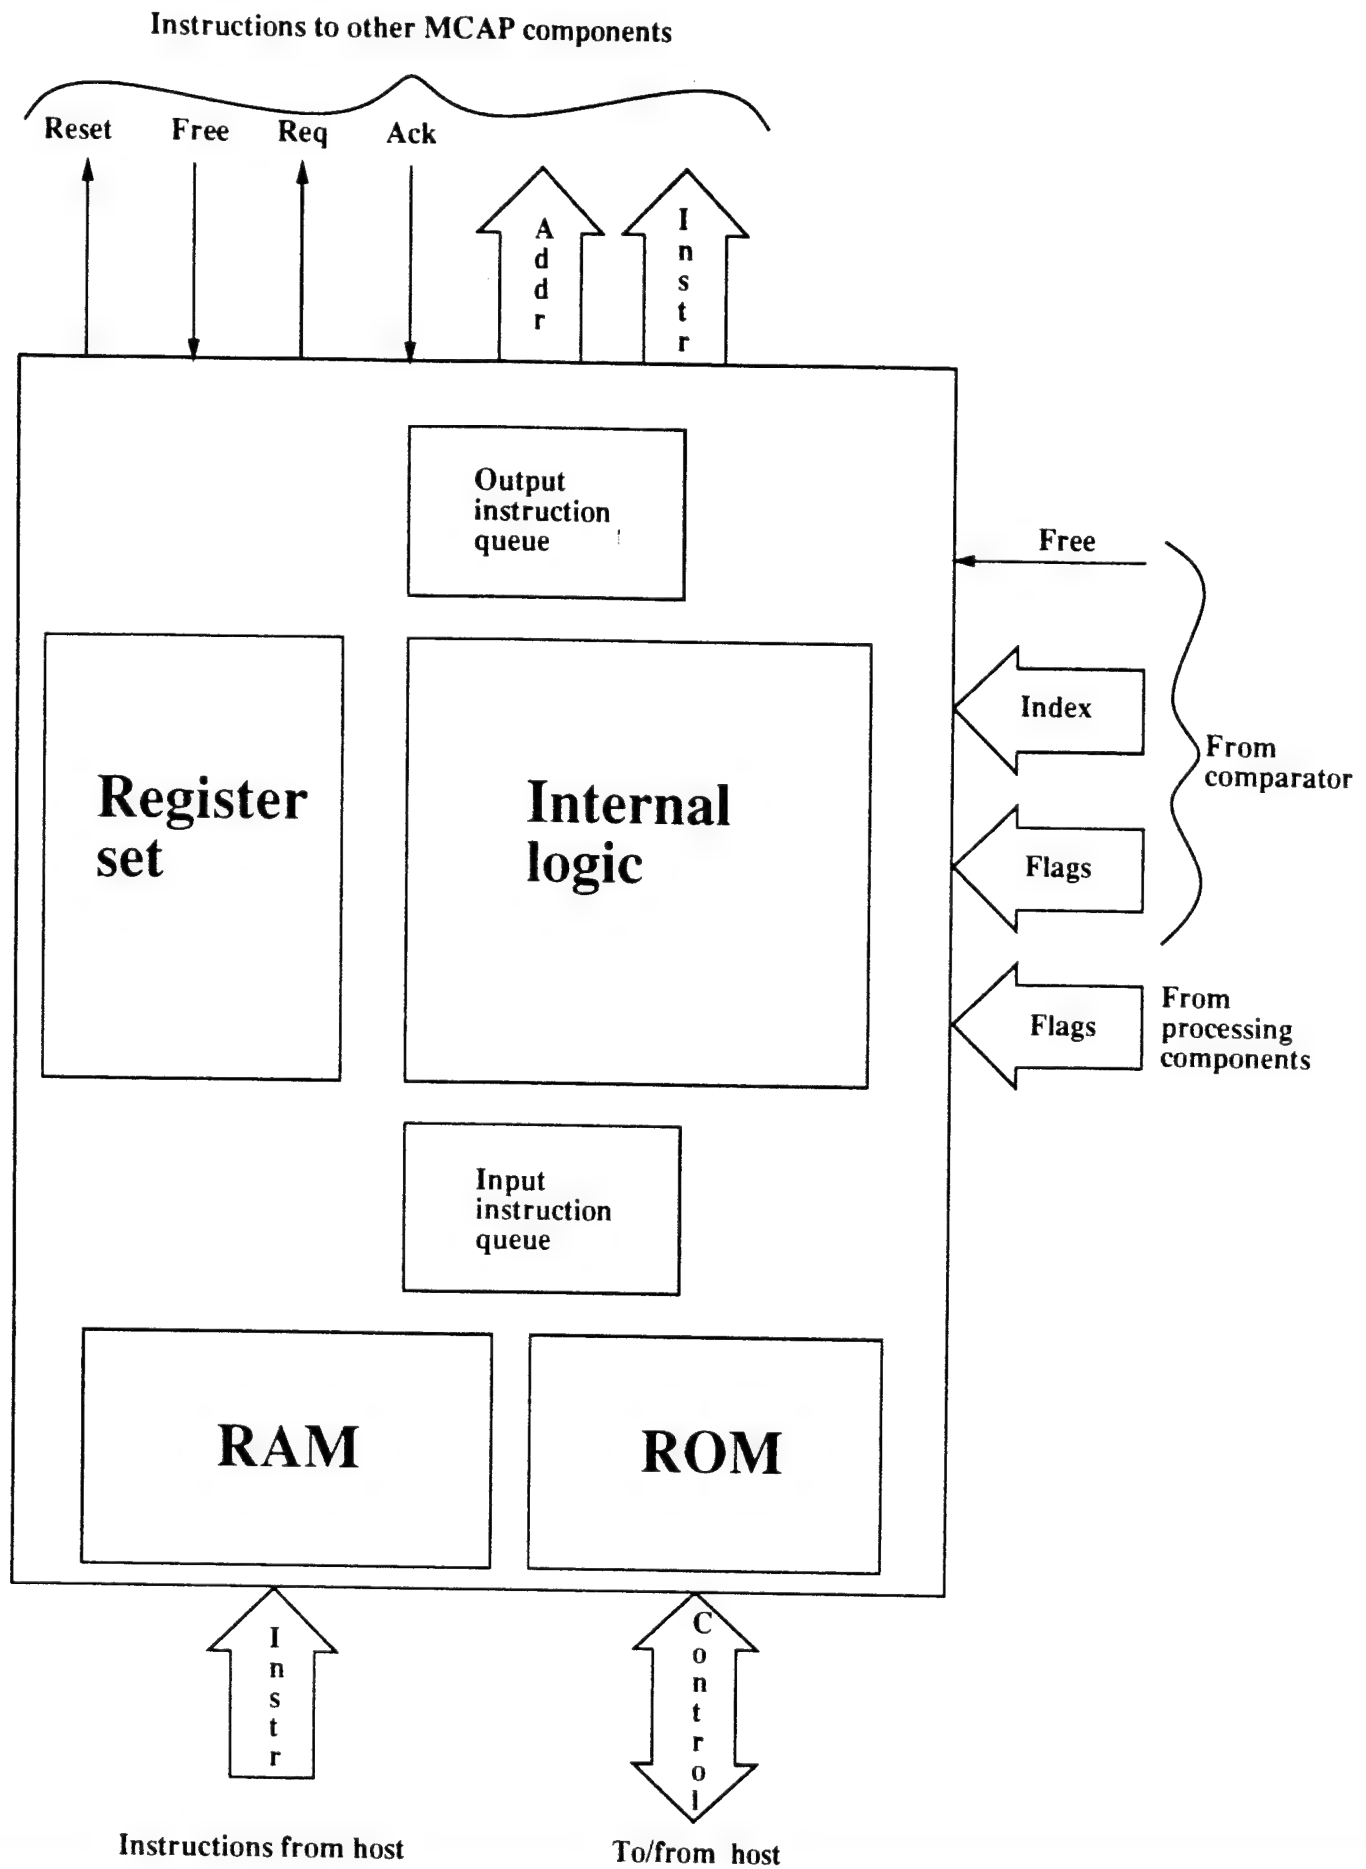 Instructions to other MCAP components
Reset Free Req Ack
Addr
Instr
Output
instruction
queue
Free
Index
From
comparator
Register
set
Internal
logic
Flags
Flags
From
processing
components
Input
instruction
queue
RAM
ROM
Instr
Control
Instructions from host
To/from host